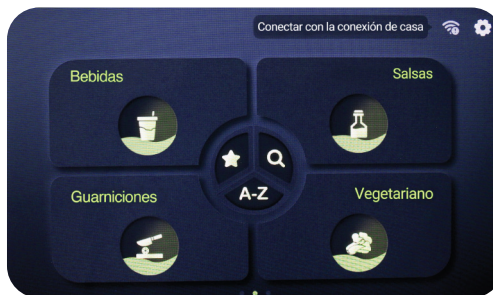 Conectar con la conexión de casa
Bebidas
Salsas
A-Z
Guarniciones
Vegetariano